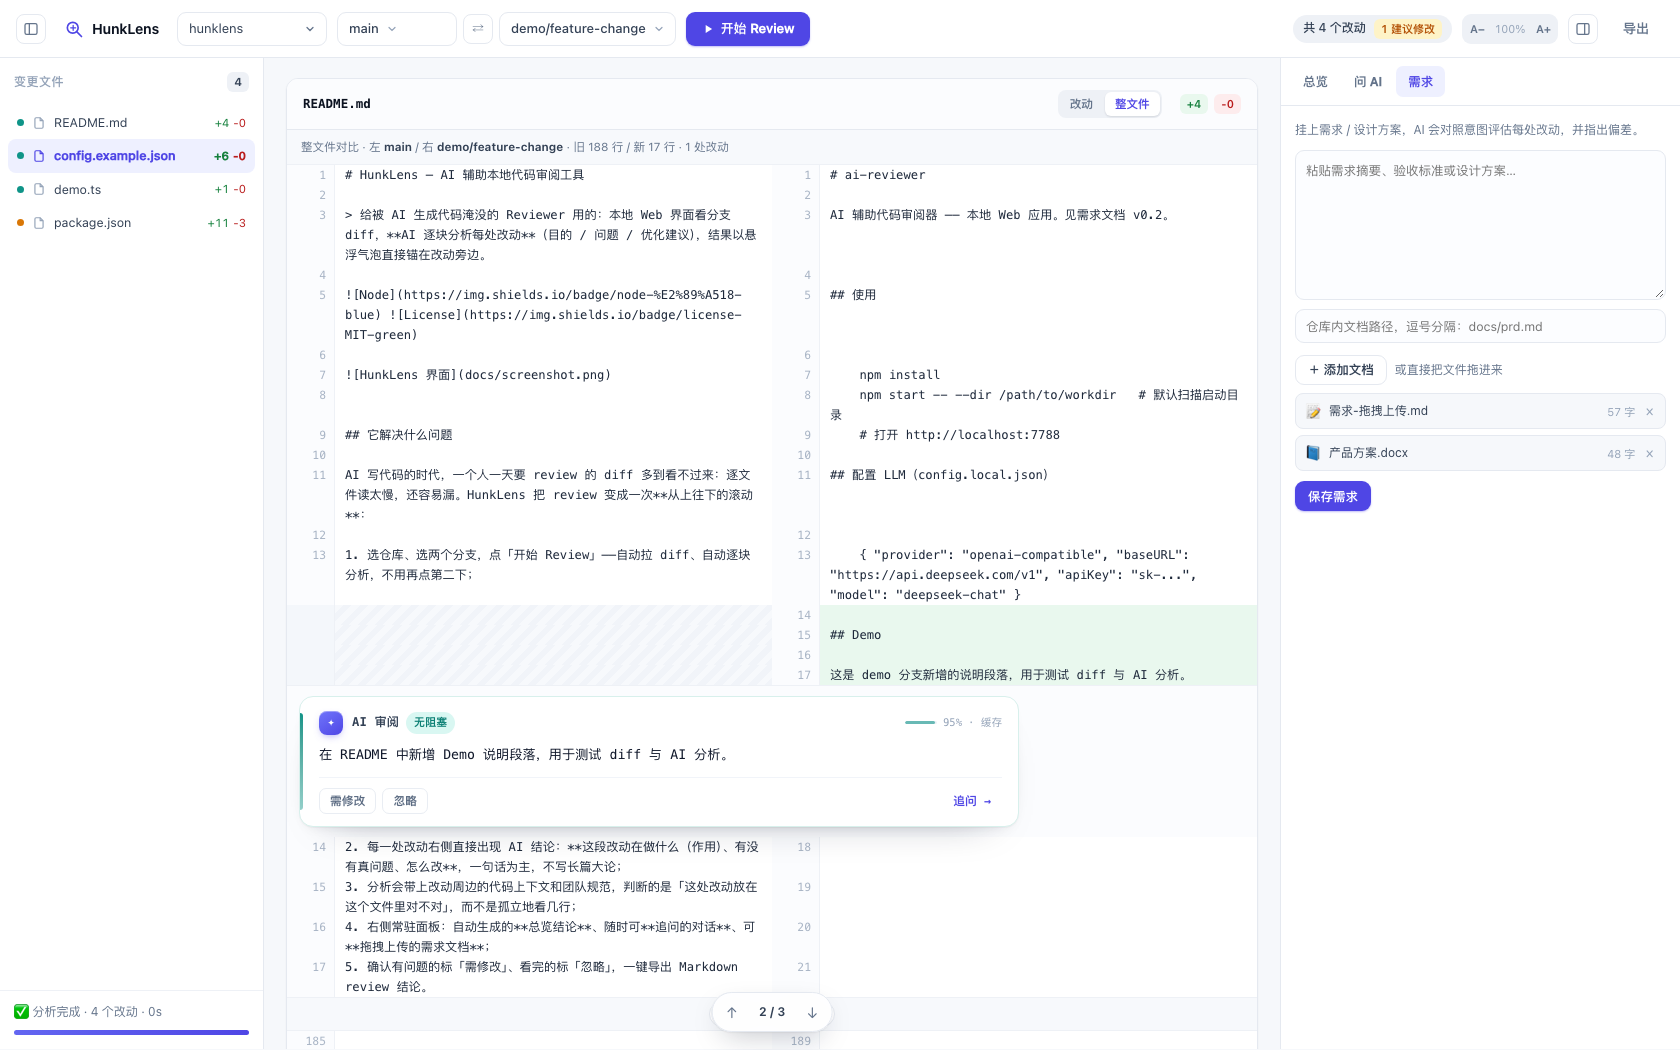 HunkLens
hunklens
main
demo/feature-change
开始 Review
共 4 个改动
1 建议修改
A−
100%
A+
导出
变更文件
4
README.md
+4 -0
config.example.json
+6 -0
demo.ts
+1 -0
package.json
+11 -3
✅ 分析完成 · 4 个改动 · 0s
README.md
改动
整文件
+4
-0
整文件对比 · 左 main / 右 demo/feature-change · 旧 188 行 / 新 17 行 · 1 处改动
1 # HunkLens — AI 辅助本地代码审阅工具
2
3 > 给被 AI 生成代码淹没的 Reviewer 用的：本地 Web 界面看分支
diff，**AI 逐块分析每处改动**（目的 / 问题 / 优化建议），结果以悬
浮气泡直接锚在改动旁边。
4
5 ![Node](https://img.shields.io/badge/node-%E2%89%A518-
blue) ![License](https://img.shields.io/badge/license-
MIT-green)
6
7 ![HunkLens 界面](docs/screenshot.png)
8
9 ## 它解决什么问题
10
11 AI 写代码的时代，一个人一天要 review 的 diff 多到看不过来：逐文
件读太慢，还容易漏。HunkLens 把 review 变成一次**从上往下的滚动
**：
12
13 1. 选仓库、选两个分支，点「开始 Review」——自动拉 diff、自动逐块
分析，不用再点第二下；
1 # ai-reviewer
2
3 AI 辅助代码审阅器 —— 本地 Web 应用。见需求文档 v0.2。
4
5 ## 使用
6
7 npm install
8 npm start -- --dir /path/to/workdir # 默认扫描启动目
录
9 # 打开 http://localhost:7788
10
11 ## 配置 LLM（config.local.json）
12
13 { "provider": "openai-compatible", "baseURL":
"https://api.deepseek.com/v1", "apiKey": "sk-...",
"model": "deepseek-chat" }
14
15 ## Demo
16
17 这是 demo 分支新增的说明段落，用于测试 diff 与 AI 分析。
AI 审阅
无阻塞
95% · 缓存
在 README 中新增 Demo 说明段落，用于测试 diff 与 AI 分析。
需修改
忽略
追问 →
14 2. 每一处改动右侧直接出现 AI 结论：**这段改动在做什么（作用）、有没
有真问题、怎么改**，一句话为主，不写长篇大论；
15 3. 分析会带上改动周边的代码上下文和团队规范，判断的是「这处改动放在
这个文件里对不对」，而不是孤立地看几行；
16 4. 右侧常驻面板：自动生成的**总览结论**、随时可**追问的对话**、可
**拖拽上传的需求文档**；
17 5. 确认有问题的标「需修改」、看完的标「忽略」，一键导出 Markdown
review 结论。
18
19
20
21
↑ 2 / 3 ↓
185
189
总览
问 AI
需求
挂上需求 / 设计方案，AI 会对照意图评估每处改动，并指出偏差。
粘贴需求摘要、验收标准或设计方案...
仓库内文档路径，逗号分隔：docs/prd.md
+ 添加文档
或直接把文件拖进来
需求-拖拽上传.md
57 字 ×
产品方案.docx
48 字 ×
保存需求